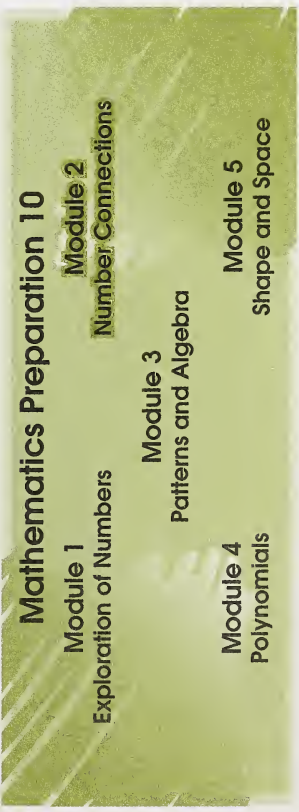 Mathematics Preparation 10
Module 1
Exploration of Numbers
Module 2
Number Connections
Module 3
Patterns and Algebra
Module 4
Polynomials
Module 5
Shape and Space